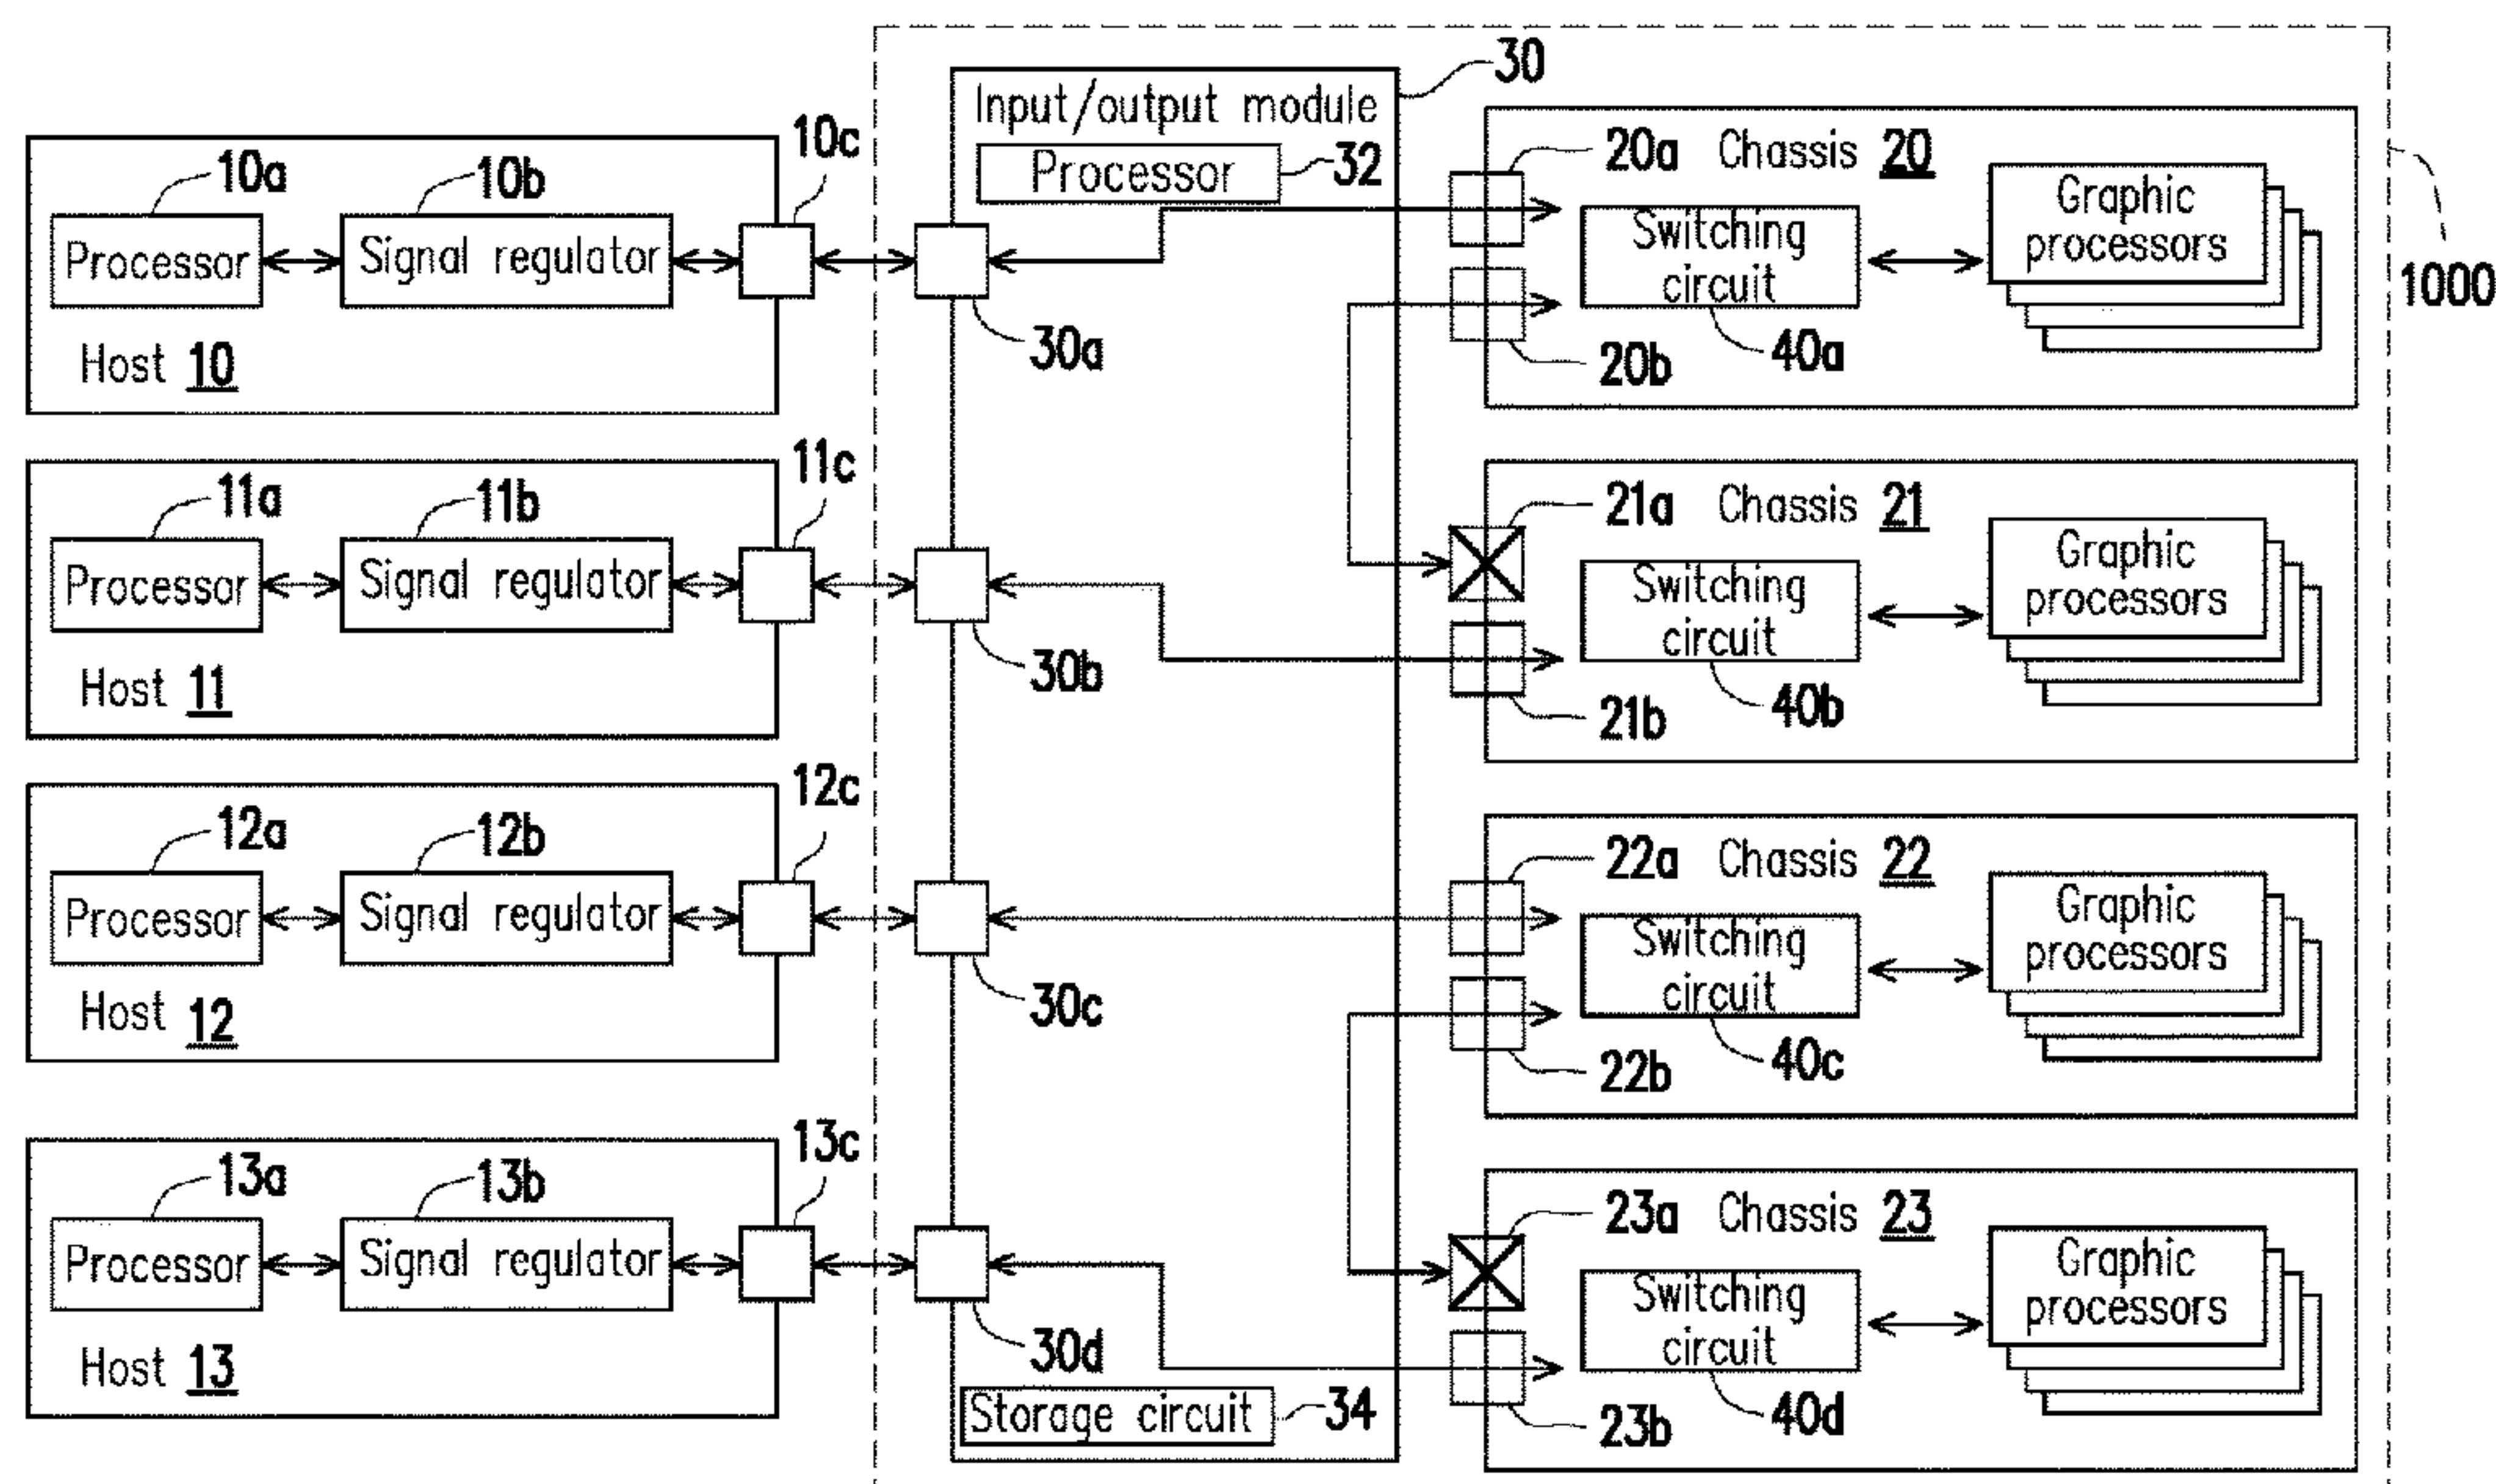 30
Input/output module
Processor
32
10c
10a
10b
Processor
Signal regulator
Host 10
30a
20a
Chassis 20
Switching
circuit
Graphic
processors
20b
40a
1000
11c
11a
11b
Processor
Signal regulator
Host 11
30b
21a
Chassis 21
Switching
circuit
Graphic
processors
21b
40b
12c
12a
12b
Processor
Signal regulator
Host 12
30c
22a
Chassis 22
Switching
circuit
Graphic
processors
22b
40c
13c
13a
13b
Processor
Signal regulator
Host 13
30d
Storage circuit
34
23a
Chassis 23
Switching
circuit
Graphic
processors
23b
40d